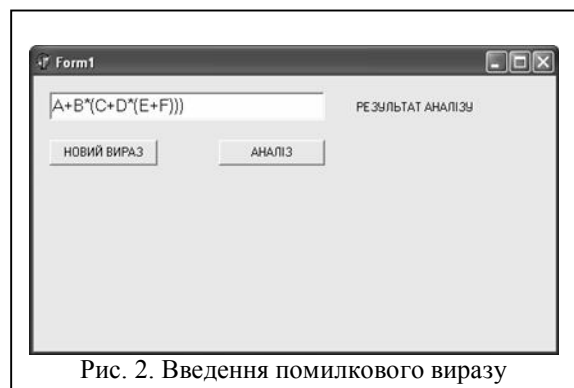 Form1
A+B*(C+D*(E+F)))
РЕЗУЛЬТАТ АНАЛІЗУ
НОВИЙ ВИРАЗ
АНАЛІЗ
Рис. 2. Введення помилкового виразу